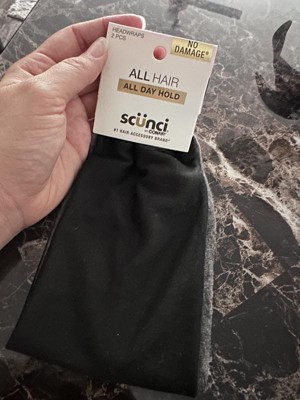 HEADWRAPS
2 PCS
NO
DAMAGE®
ALL HAIR
ALL DAY HOLD
scünci
BY CONAIR
#1 HAIR ACCESSORY BRAND